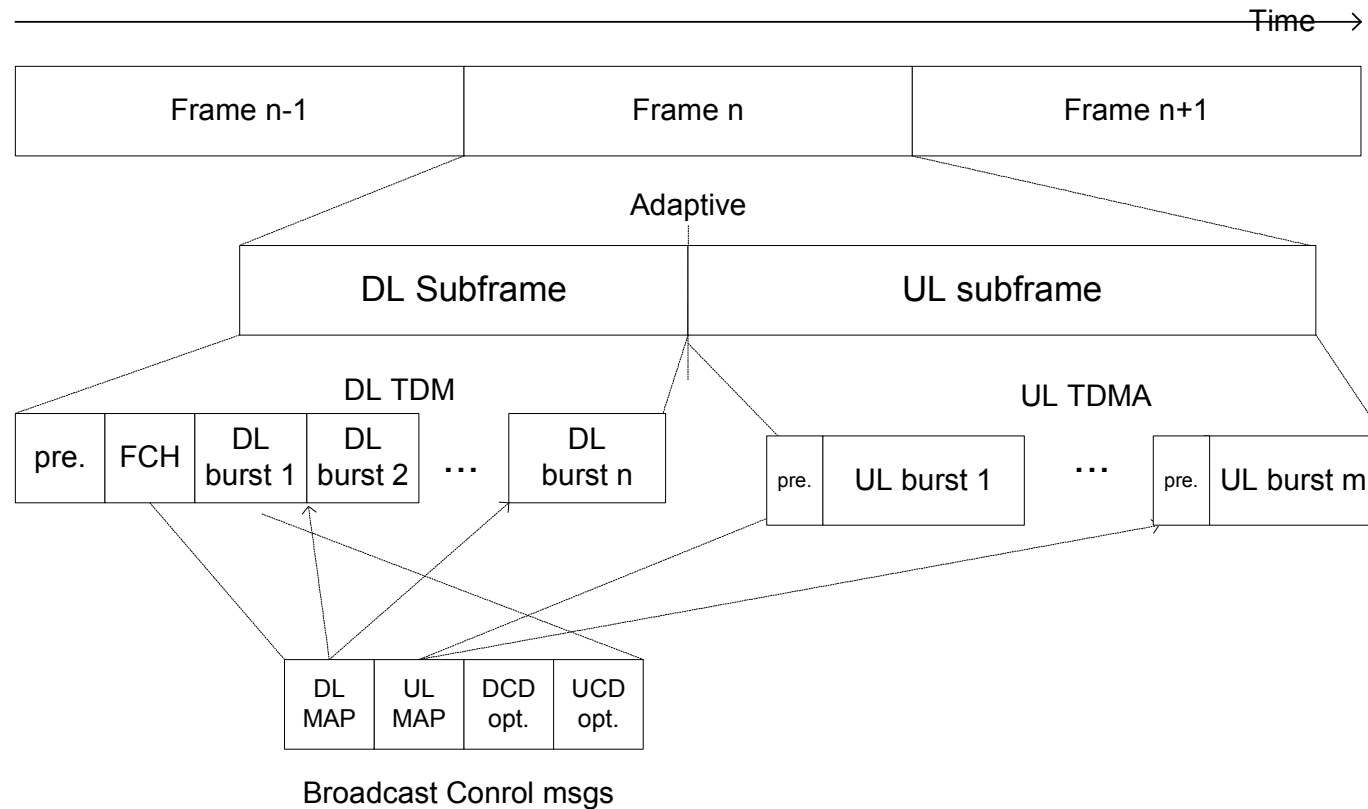 Time
Frame n-1
Frame n
Frame n+1
Adaptive
DL Subframe
UL subframe
DL TDM
UL TDMA
pre.
FCH
DL
burst 1
DL
burst 2
...
DL
burst n
pre.
UL burst 1
...
pre.
UL burst m
DL
MAP
UL
MAP
DCD
opt.
UCD
opt.
Broadcast Conrol msgs